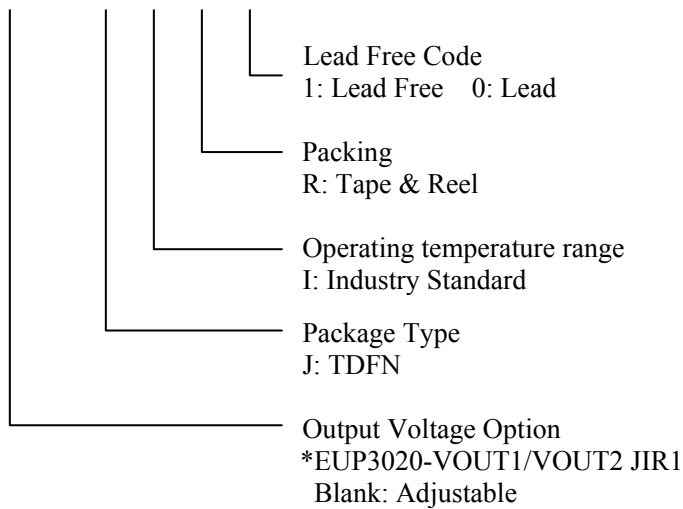 Lead Free Code
1: Lead Free 0: Lead
Packing
R: Tape & Reel
Operating temperature range
I: Industry Standard
Package Type
J: TDFN
Output Voltage Option
*EUP3020-VOUT1/VOUT2 JIR1
Blank: Adjustable